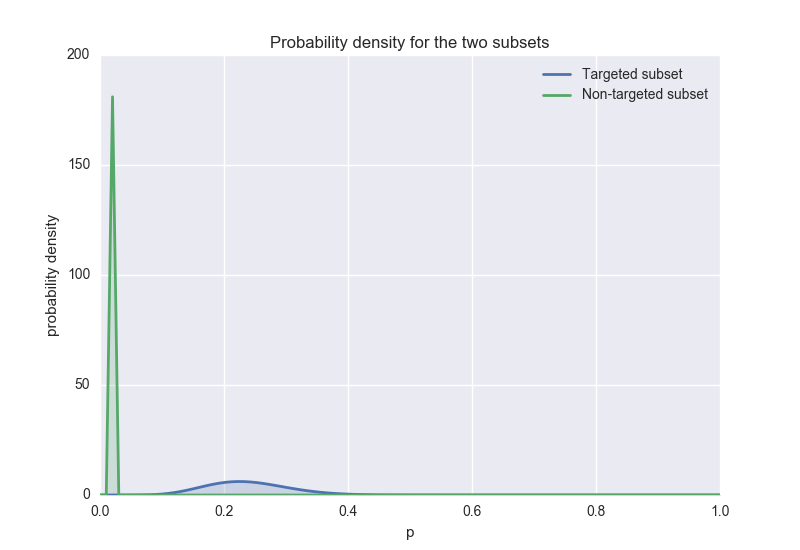 Probability density for the two subsets
Targeted subset
Non-targeted subset
200
150
100
50
0
probability density
0.0 0.2 0.4 0.6 0.8 1.0
p